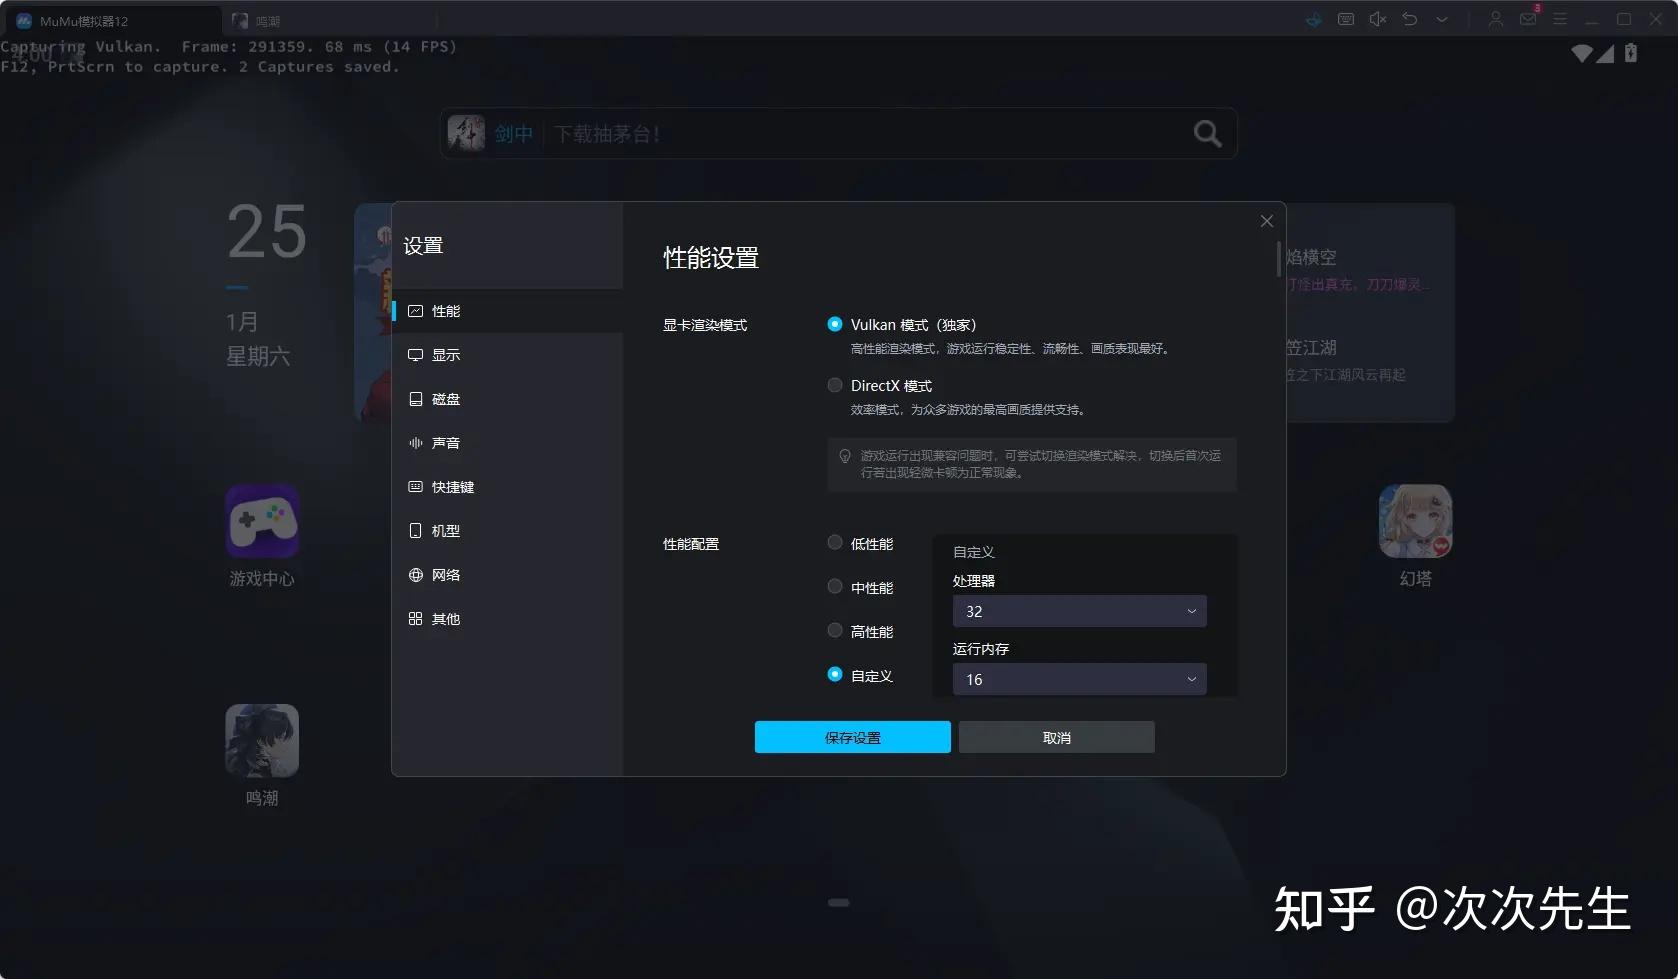 MuMu模拟器12
鸣潮
3
Capturing Vulkan. Frame: 291359. 68 ms (14 FPS)
F12, PrtScrn to capture. 2 Captures saved.
剑中
下载抽茅台！
25
1月
星期六
设置
性能
显示
磁盘
声音
快捷键
机型
网络
其他
性能设置
显卡渲染模式
Vulkan 模式（独家）
高性能渲染模式，游戏运行稳定性、流畅性、画质表现最好。
DirectX 模式
效率模式，为众多游戏的最高画质提供支持。
游戏运行出现兼容问题时，可尝试切换渲染模式解决，切换后首次运
行若出现轻微卡顿为正常现象。
性能配置
低性能
中性能
高性能
自定义
自定义
处理器
32
运行内存
16
保存设置
取消
焰横空
打怪出真充，刀刀爆灵...
笠江湖
笠之下江湖风云再起
游戏中心
幻塔
鸣潮
知乎 @次次先生